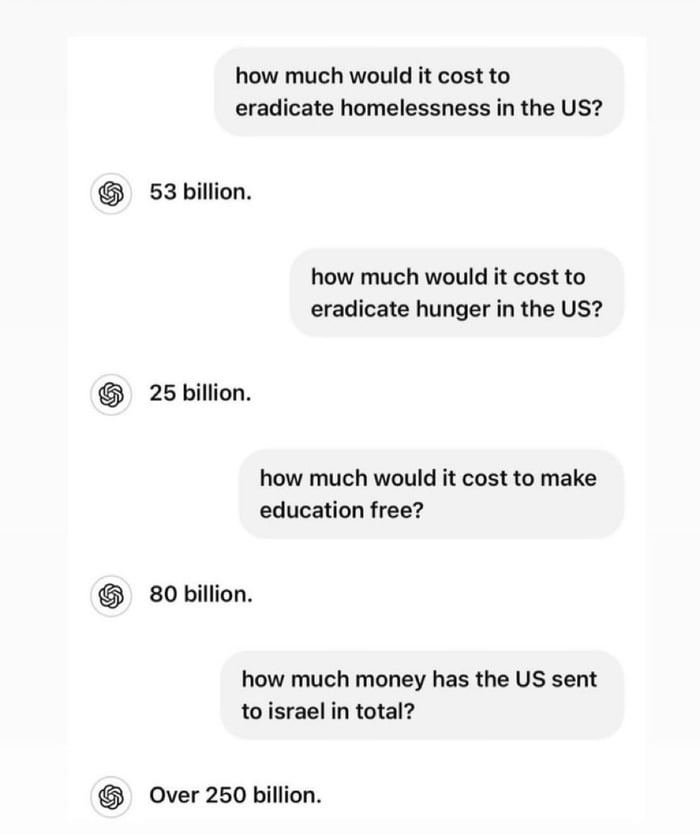 how much would it cost to
eradicate homelessness in the US?
53 billion.
how much would it cost to
eradicate hunger in the US?
25 billion.
how much would it cost to make
education free?
80 billion.
how much money has the US sent
to israel in total?
Over 250 billion.